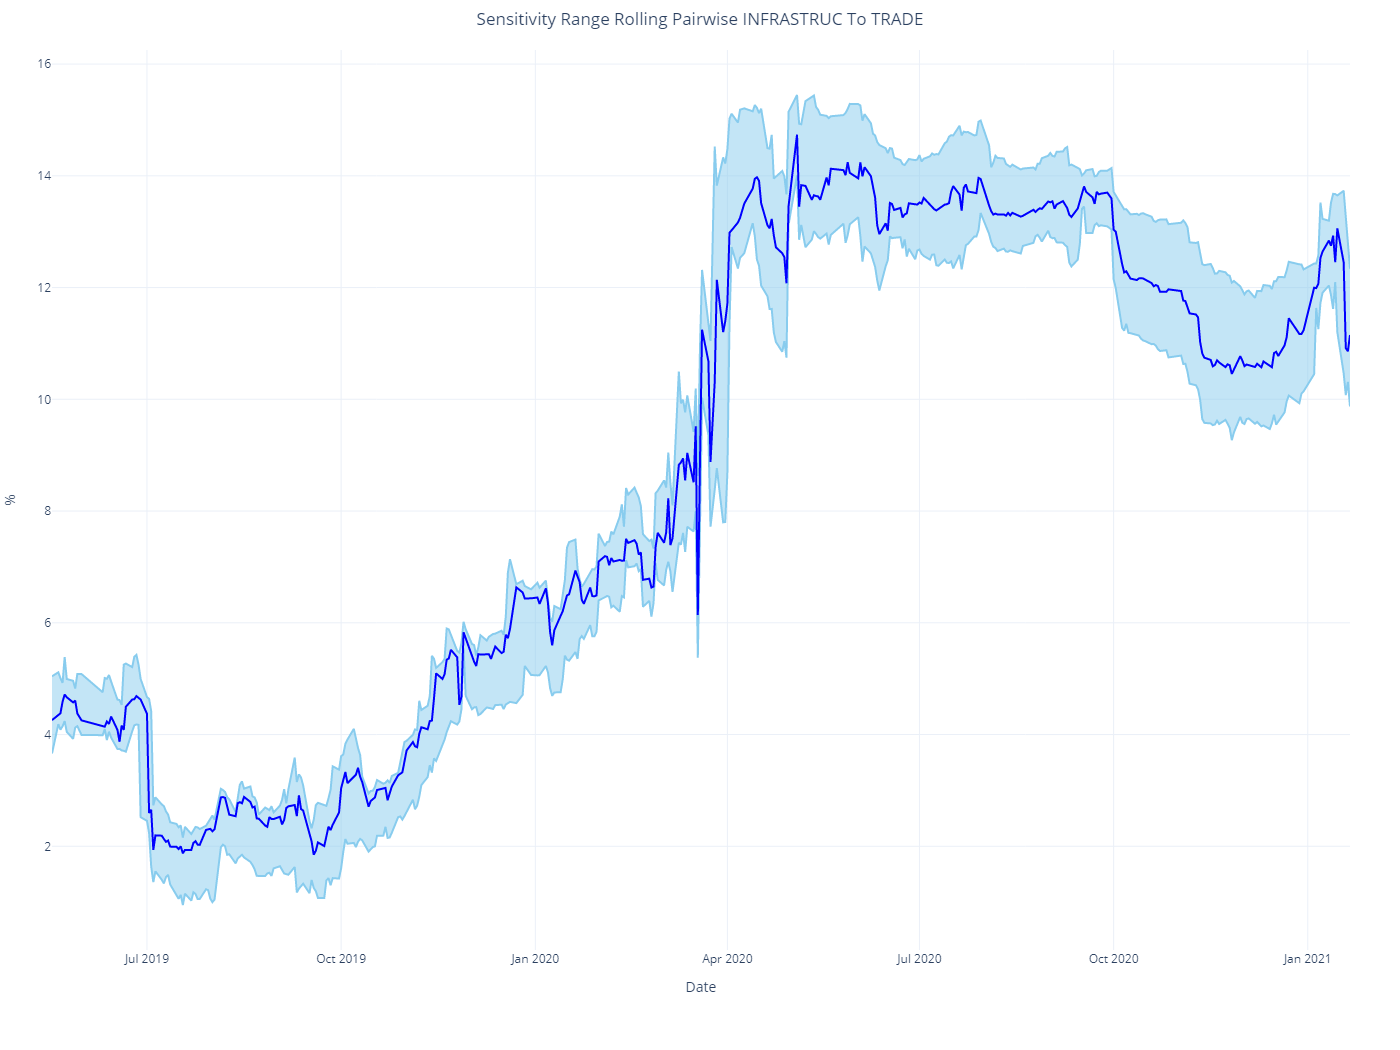 Sensitivity Range Rolling Pairwise INFRASTRUC To TRADE
16
14
12
10
8
6
4
2
%
Jul 2019
Oct 2019
Jan 2020
Apr 2020
Jul 2020
Oct 2020
Jan 2021
Date